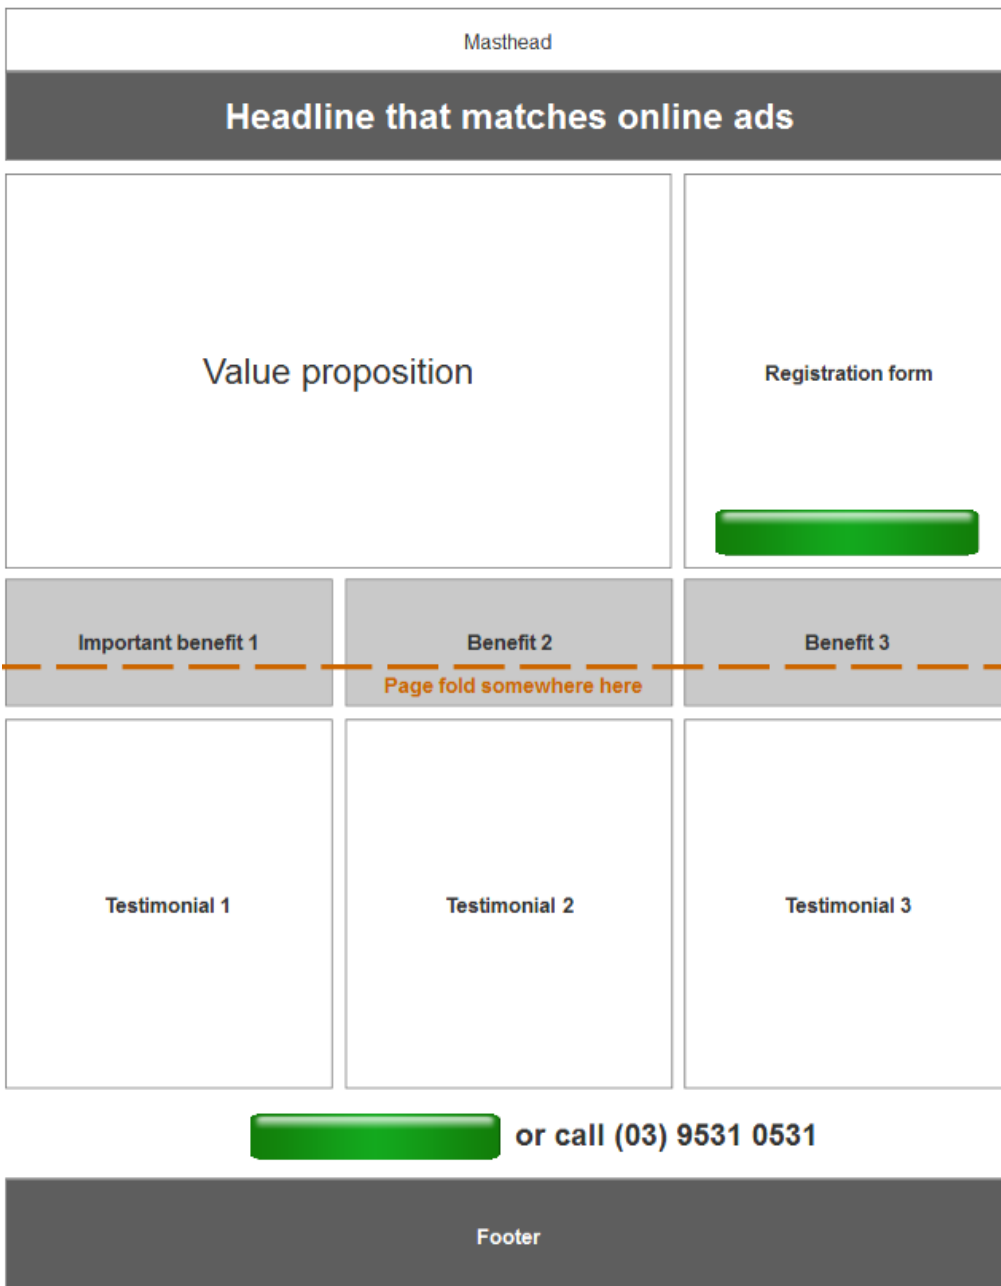 Masthead
Headline that matches online ads
Value proposition
Registration form
Important benefit 1
Benefit 2
Benefit 3
Page fold somewhere here
Testimonial 1
Testimonial 2
Testimonial 3
or call (03) 9531 0531
Footer